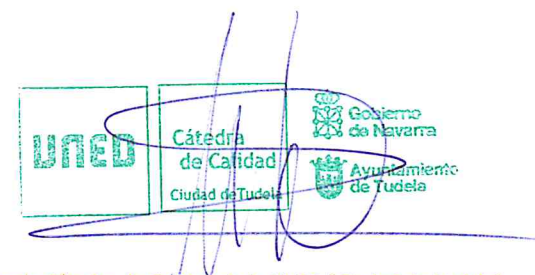 UNED
Cátedra
de Calidad
Ciudad de Tudela
Gobierno
de Navarra
Ayuntamiento
de Tudela